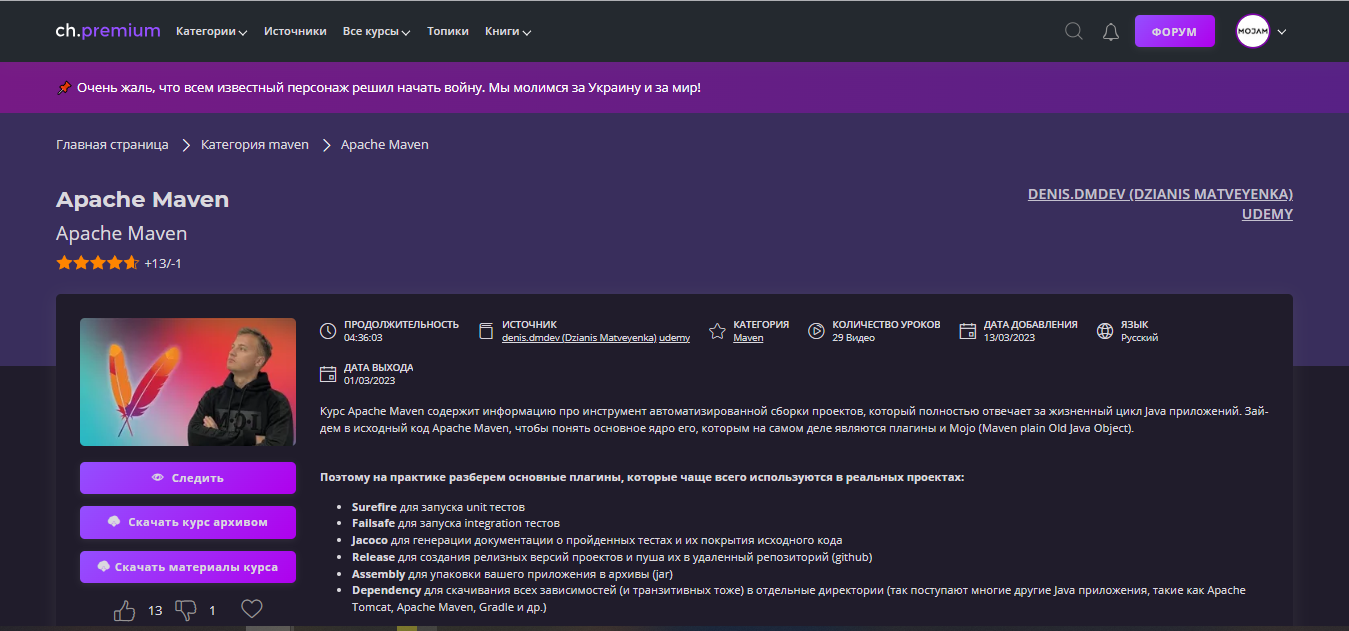 ch.premium Категории Источники Все курсы Топики Книги ФОРУМ MOJAM
Очень жаль, что всем известный персонаж решил начать войну. Мы молимся за Украину и за мир!
Главная страница Категория maven Apache Maven
Apache Maven
DENIS.DMDEV (DZIANIS MATVEYENKA)
UDEMY
Apache Maven
+13/-1
ПРОДОЛЖИТЕЛЬНОСТЬ
04:36:03
ИСТОЧНИК
denis.dmdev (Dzianis Matveyenka) udemy
КАТЕГОРИЯ
Maven
КОЛИЧЕСТВО УРОКОВ
29 Видео
ДАТА ДОБАВЛЕНИЯ
13/03/2023
ЯЗЫК
Русский
ДАТА ВЫХОДА
01/03/2023
Курс Apache Maven содержит информацию про инструмент автоматизированной сборки проектов, который полностью отвечает за жизненный цикл Java приложений. Зай-
дем в исходный код Apache Maven, чтобы понять основное ядро его, которым на самом деле являются плагины и Mojo (Maven plain Old Java Object).
Поэтому на практике разберем основные плагины, которые чаще всего используются в реальных проектах:
Surefire для запуска unit тестов
Failsafe для запуска integration тестов
Jacoco для генерации документации о пройденных тестах и их покрытия исходного кода
Release для создания релизных версий проектов и пуша их в удаленный репозиторий (github)
Assembly для упаковки вашего приложения в архивы (jar)
Dependency для скачивания всех зависимостей (и транзитивных тоже) в отдельные директории (так поступают многие другие Java приложения, такие как Apache
Tomcat, Apache Maven, Gradle и др.)
Следить
Скачать курс архивом
Скачать материалы курса
13 1